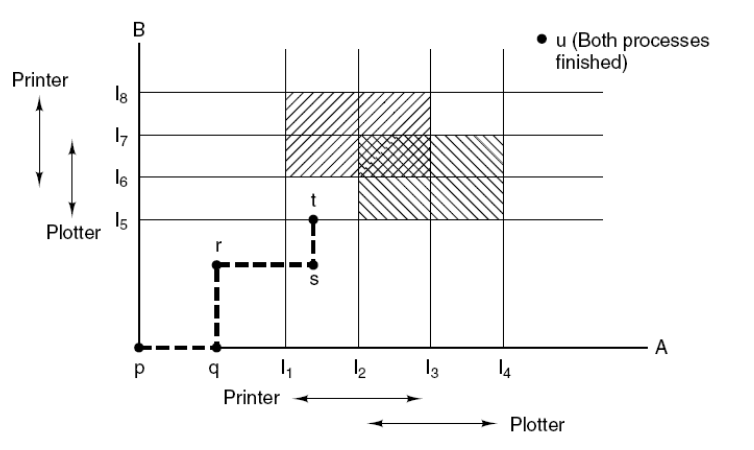 B
u (Both processes
finished)
Printer
I8
I7
I6
t
Plotter
I5
r
s
A
p
q
I1
I2
I3
I4
Printer
Plotter